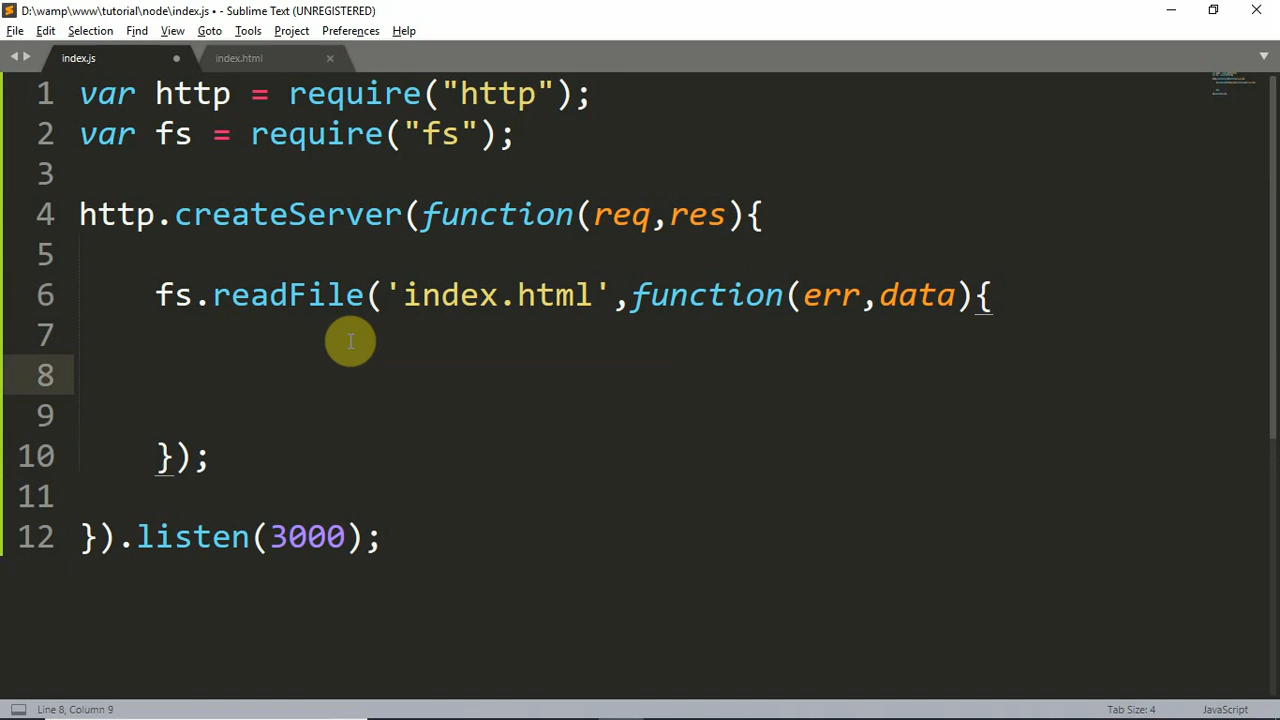 D:\wamp\www\tutorial\node\index.js • - Sublime Text (UNREGISTERED)
File Edit Selection Find View Goto Tools Project Preferences Help
index.js index.html
1 var http = require("http");
2 var fs = require("fs");
3
4 http.createServer(function(req,res){
5
6 fs.readFile('index.html',function(err,data){
7
8
9
10 });
11
12 }).listen(3000);
Line 8, Column 9 Tab Size: 4 JavaScript